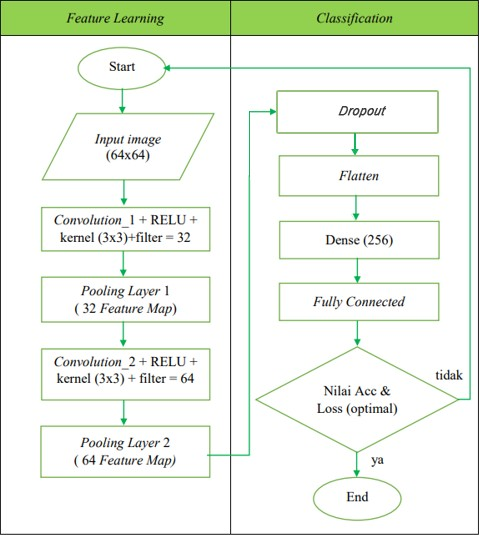 Feature Learning
Classification
Start
Input image
(64x64)
Convolution_1 + RELU +
kernel (3x3)+filter = 32
Pooling Layer 1
( 32 Feature Map)
Convolution_2 + RELU +
kernel (3x3) + filter = 64
Pooling Layer 2
( 64 Feature Map)
Dropout
Flatten
Dense (256)
Fully Connected
Nilai Acc &
Loss (optimal)
tidak
ya
End